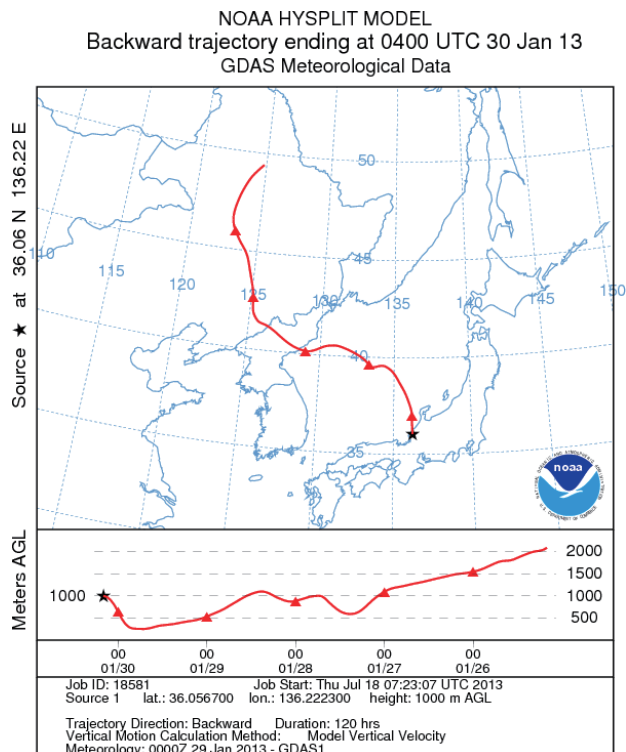 NOAA HYSPLIT MODEL
Backward trajectory ending at 0400 UTC 30 Jan 13
GDAS Meteorological Data
Source ★ at 36.06 N 136.22 E
50
45
110
115
120
125
130
135
140
145
150
40
35
noaa
Meters AGL
1000
2000
1500
1000
500
00 00 00 00 00
01/30 01/29 01/28 01/27 01/26
Job ID: 18581 Job Start: Thu Jul 18 07:23:07 UTC 2013
Source 1 lat.: 36.056700 lon.: 136.222300 height: 1000 m AGL
Trajectory Direction: Backward Duration: 120 hrs
Vertical Motion Calculation Method: Model Vertical Velocity
Meteorology: 0000Z 29 Jan 2013 - GDAS1